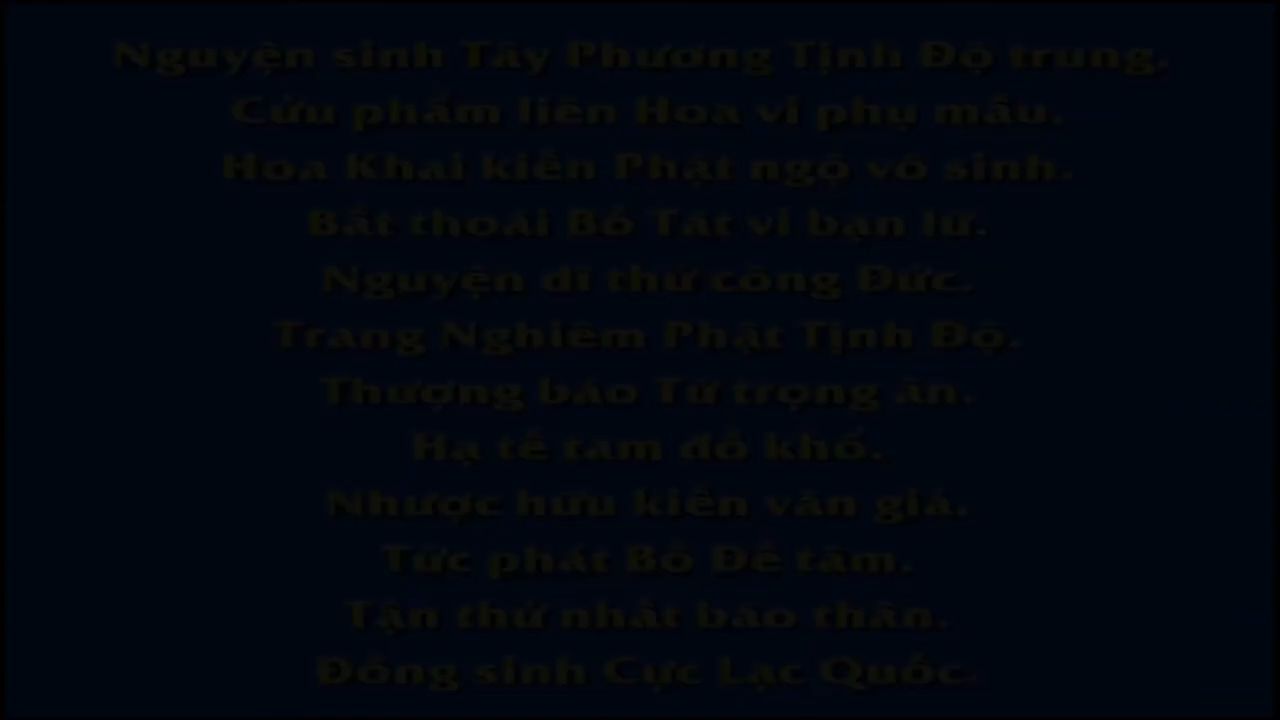 Nguyện sinh Tây Phương Tịnh Độ trung.
Cửu phẩm liên Hoa vi phụ mẫu.
Hoa Khai kiến Phật ngộ vô sinh.
Bất thoái Bồ Tát vi bạn lữ.
Nguyện dĩ thử công Đức.
Trang Nghiêm Phật Tịnh Độ.
Thượng báo Tứ trọng ân.
Hạ tế tam đồ khổ.
Nhược hữu kiến văn giả.
Tức phát Bồ Đề tâm.
Tận thử nhất báo thân.
Đồng sinh Cực Lạc Quốc.